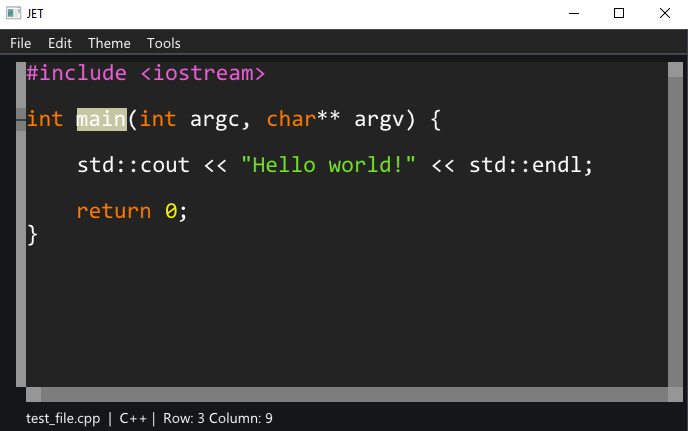 JET
File Edit Theme Tools
#include <iostream>
int main(int argc, char** argv) {
std::cout << "Hello world!" << std::endl;
return 0;
}
test_file.cpp | C++ | Row: 3 Column: 9